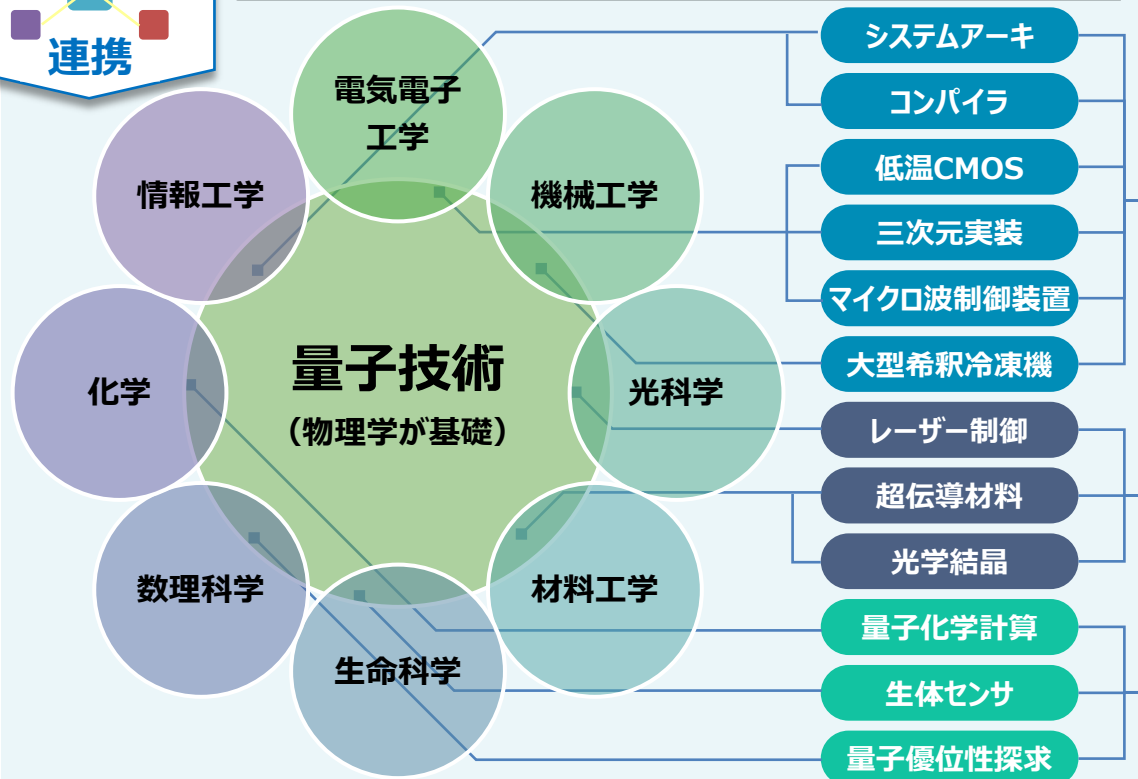 連携
電気電子
工学
情報工学
機械工学
化学
量子技術
（物理学が基礎）
光科学
数理科学
材料工学
生命科学
システムアーキ
コンパイラ
低温CMOS
三次元実装
マイクロ波制御装置
大型希釈冷凍機
レーザー制御
超伝導材料
光学結晶
量子化学計算
生体センサ
量子優位性探求